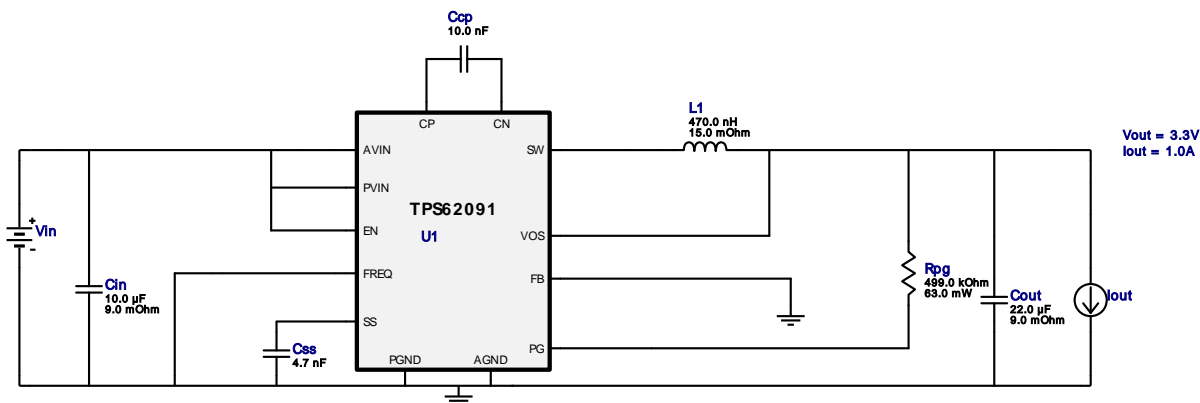 Ccp
10.0 nF
CP
CN
L1
470.0 nH
15.0 mOhm
Vout = 3.3V
Iout = 1.0A
AVIN
SW
PVIN
TPS62091
U1
EN
VOS
+
Vin
-
FREQ
FB
Cin
10.0 µF
9.0 mOhm
Rpg
499.0 kOhm
63.0 mW
Cout
22.0 µF
9.0 mOhm
Iout
SS
Css
4.7 nF
PG
PGND
AGND